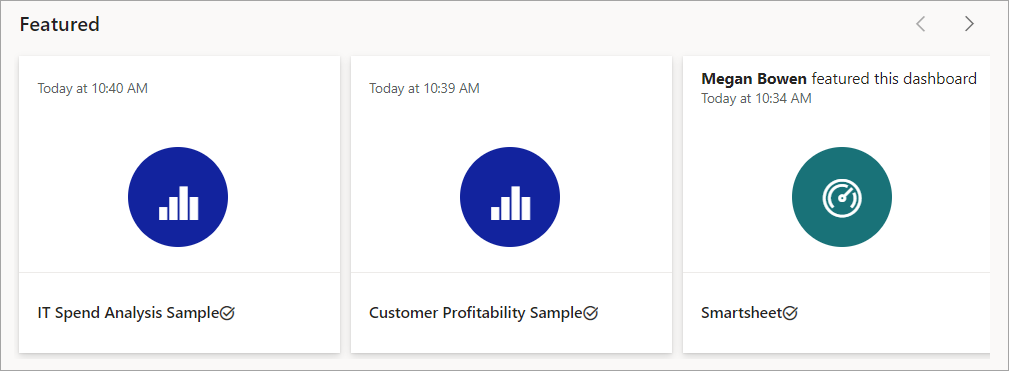 Featured
Today at 10:40 AM
IT Spend Analysis Sample
Today at 10:39 AM
Customer Profitability Sample
Megan Bowen featured this dashboard
Today at 10:34 AM
Smartsheet